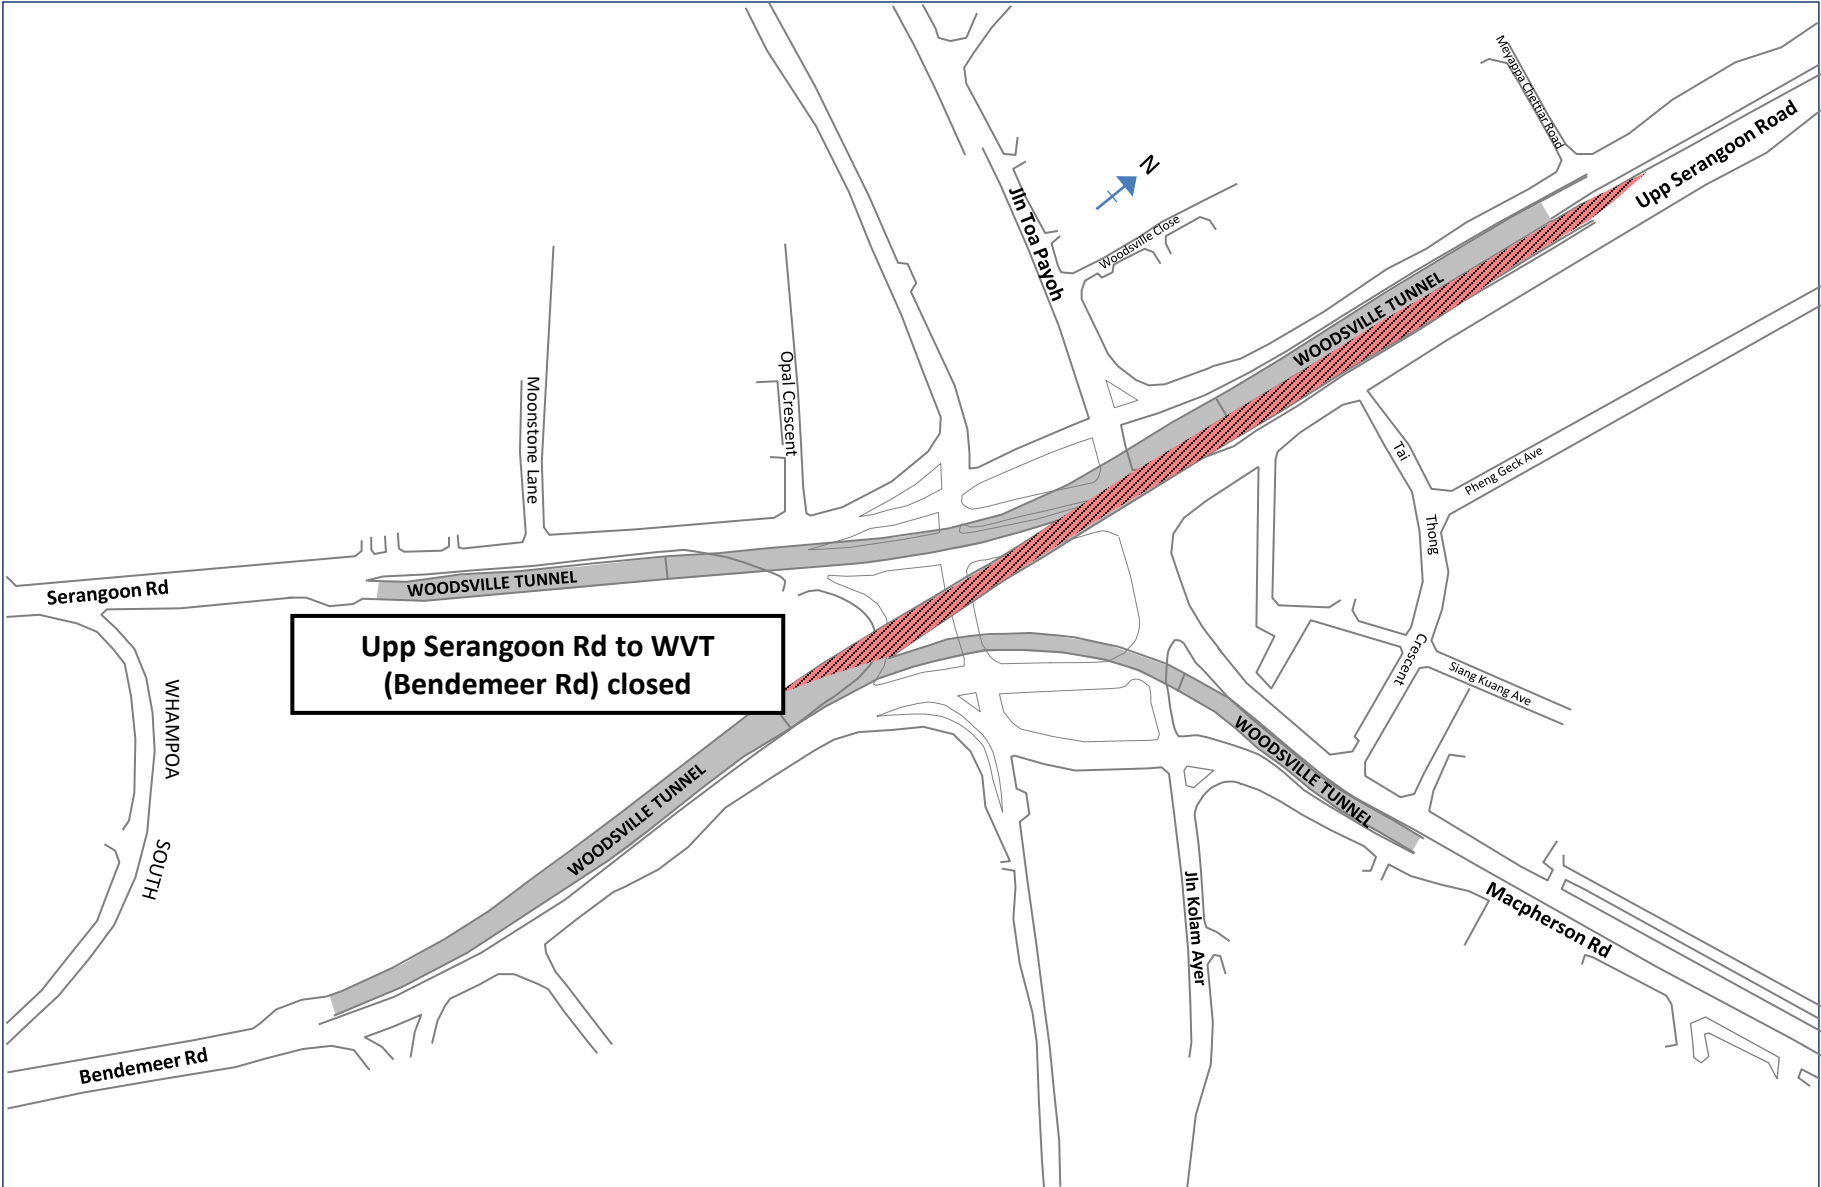 Meyappa Chettiar Road
Upp Serangoon Road
N
Jln Toa Payoh
Woodsville Close
WOODSVILLE TUNNEL
Moonstone Lane
Opal Crescent
Tai
Thong
Crescent
Pheng Geck Ave
Serangoon Rd
WOODSVILLE TUNNEL
Upp Serangoon Rd to WVT
(Bendemeer Rd) closed
Siang Kuang Ave
WHAMPOA
SOUTH
WOODSVILLE TUNNEL
WOODSVILLE TUNNEL
Jln Kolam Ayer
Macpherson Rd
Bendemeer Rd